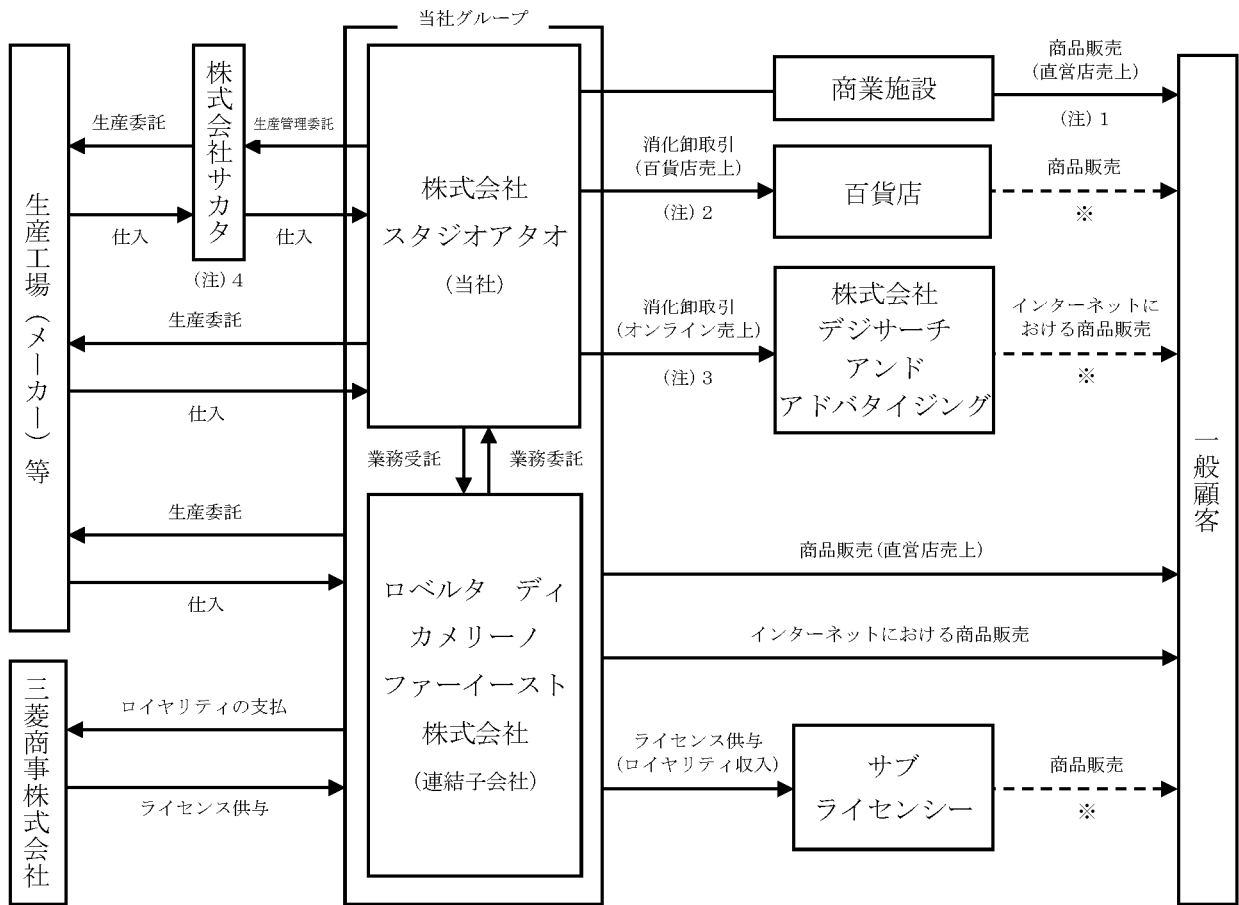 当社グループ
生産工場（メーカー）等
三菱商事株式会社
株式会社サカタ
(注) 4
生産委託
仕入
生産管理委託
仕入
生産委託
仕入
生産委託
仕入
ロイヤリティの支払
ライセンス供与
株式会社
スタジオアタオ
(当社)
業務受託
業務委託
ロベルタ　ディ
カメリーノ
ファーイースト
株式会社
(連結子会社)
商業施設
商品販売
(直営店売上)
(注) 1
消化卸取引
(百貨店売上)
(注) 2
百貨店
商品販売
※
消化卸取引
(オンライン売上)
(注) 3
株式会社
デジサーチ
アンド
アドバタイジング
インターネットに
おける商品販売
※
商品販売(直営店売上)
インターネットにおける商品販売
ライセンス供与
(ロイヤリティ収入)
サブ
ライセンシー
商品販売
※
一般顧客